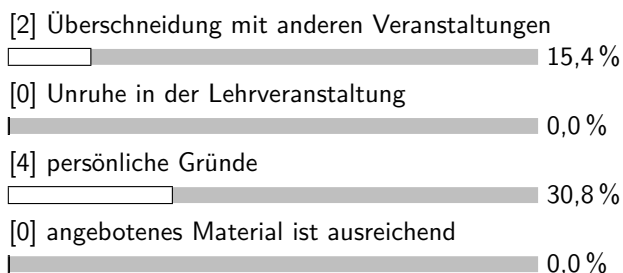 [2] Überschneidung mit anderen Veranstaltungen
15,4 %
[0] Unruhe in der Lehrveranstaltung
0,0 %
[4] persönliche Gründe
30,8 %
[0] angebotenes Material ist ausreichend
0,0 %